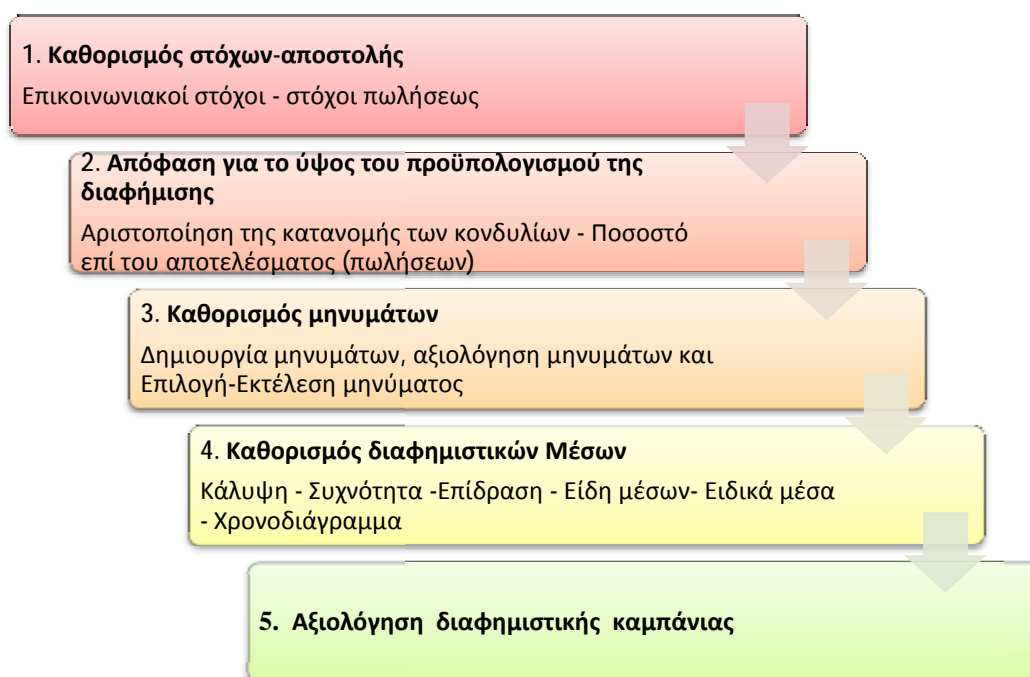 1. Καθορισμός στόχων-αποστολής
Επικοινωνιακοί στόχοι - στόχοι πωλήσεως
2. Απόφαση για το ύψος του προϋπολογισμού της
διαφήμισης
Αριστοποίηση της κατανομής των κονδυλίων - Ποσοστό
επί του αποτελέσματος (πωλήσεων)
3. Καθορισμός μηνυμάτων
Δημιουργία μηνυμάτων, αξιολόγηση μηνυμάτων και
Επιλογή-Εκτέλεση μηνύματος
4. Καθορισμός διαφημιστικών Μέσων
Κάλυψη - Συχνότητα -Επίδραση - Είδη μέσων- Ειδικά μέσα
- Χρονοδιάγραμμα
5. Αξιολόγηση διαφημιστικής καμπάνιας